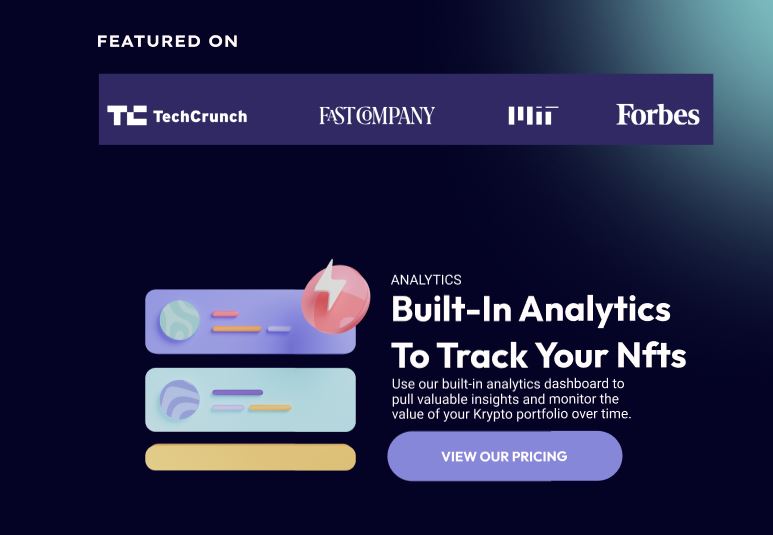 FEATURED ON
TC TechCrunch
FAST COMPANY
MIT
Forbes
ANALYTICS
Built-In Analytics
To Track Your Nfts
Use our built-in analytics dashboard to
pull valuable insights and monitor the
value of your Krypto portfolio over time.
VIEW OUR PRICING